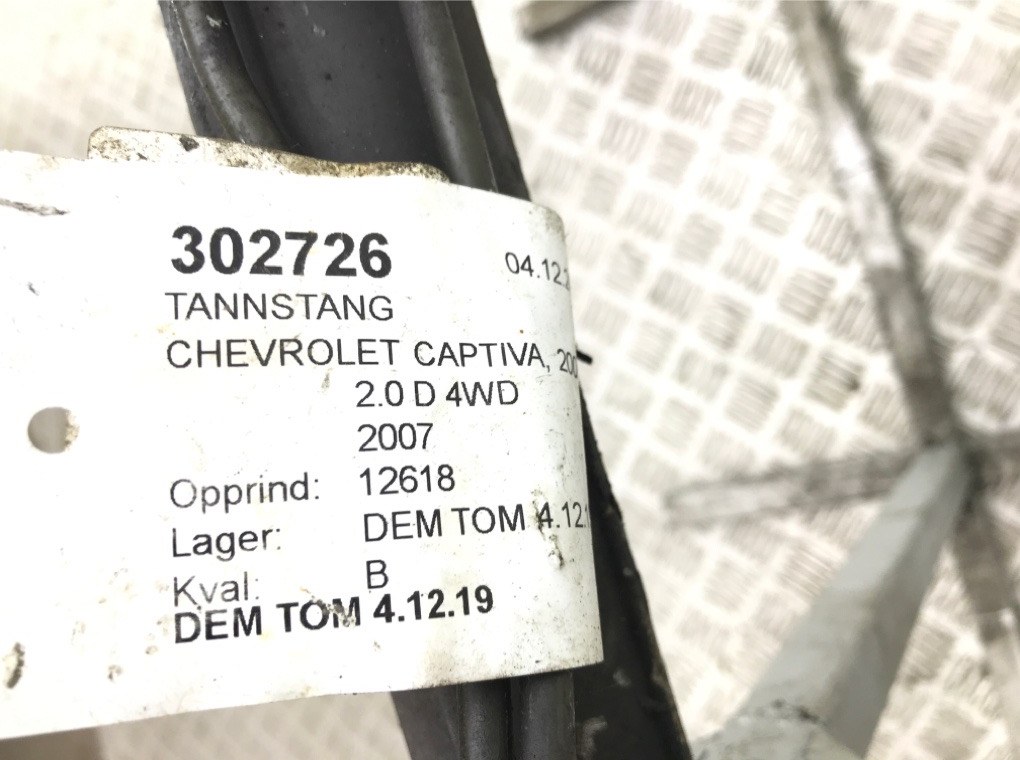 302726
04.12.
TANNSTANG
CHEVROLET CAPTIVA, 200
2.0 D 4WD
2007
Opprind: 12618
Lager: DEM TOM 4.12.
Kval: B
DEM TOM 4.12.19